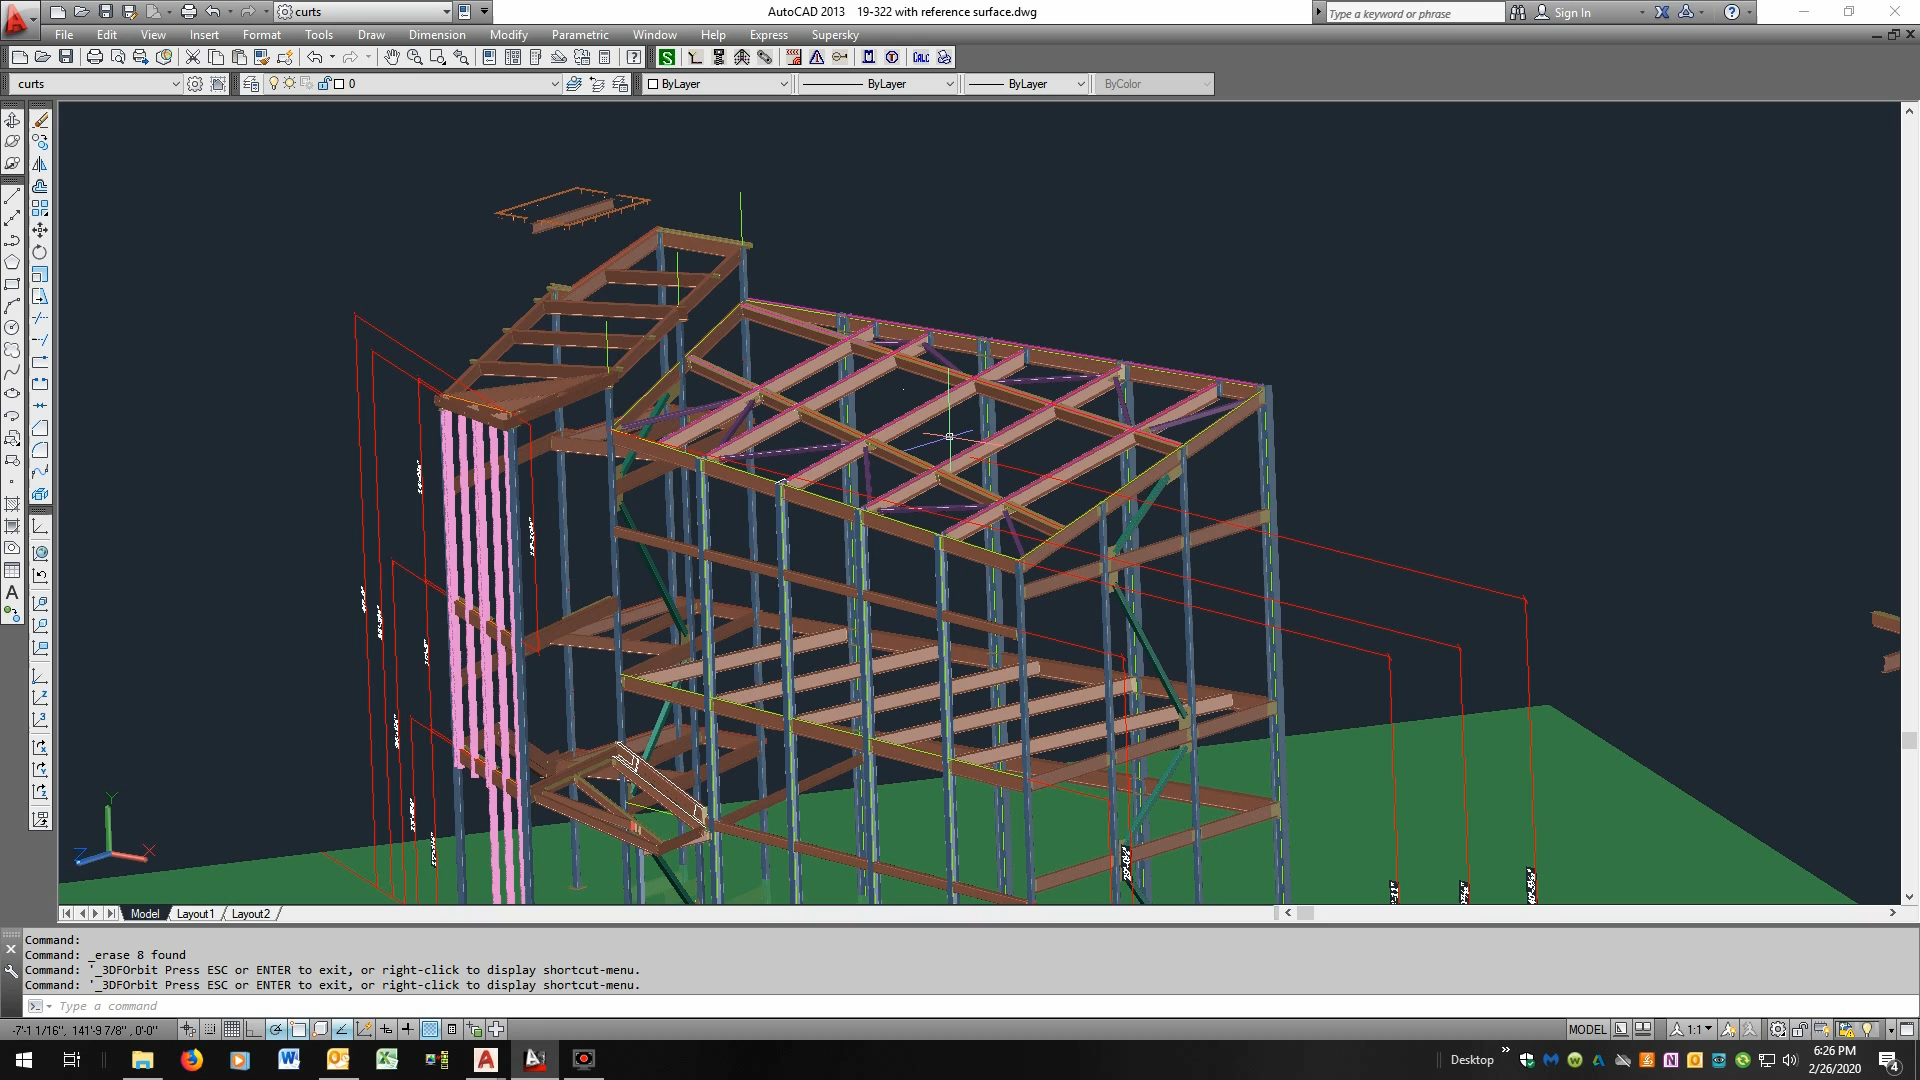 curts
AutoCAD 2013    19-322 with reference surface.dwg
Type a keyword or phrase
Sign In
File Edit View Insert Format Tools Draw Dimension Modify Parametric Window Help Express Supersky
S
CALC
curts
0
ByLayer
ByLayer
ByLayer
ByColor
A
Y
Z
X
Model Layout1 Layout2
Command:
Command: _erase 8 found
Command: '_3DFOrbit Press ESC or ENTER to exit, or right-click to display shortcut-menu.
Command: '_3DFOrbit Press ESC or ENTER to exit, or right-click to display shortcut-menu.
Type a command
-7'-1 1/16", 141'-9 7/8" , 0'-0"
MODEL
1:1
Desktop
6:26 PM
2/26/2020
4